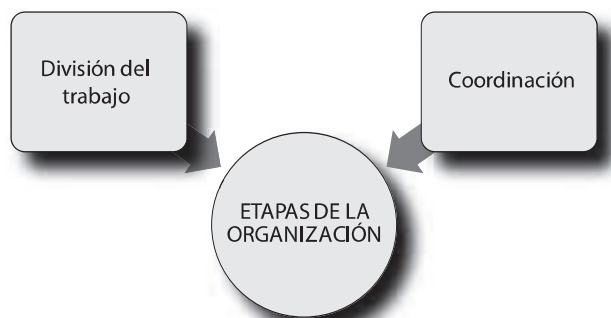 División del
trabajo
Coordinación
ETAPAS DE LA
ORGANIZACIÓN